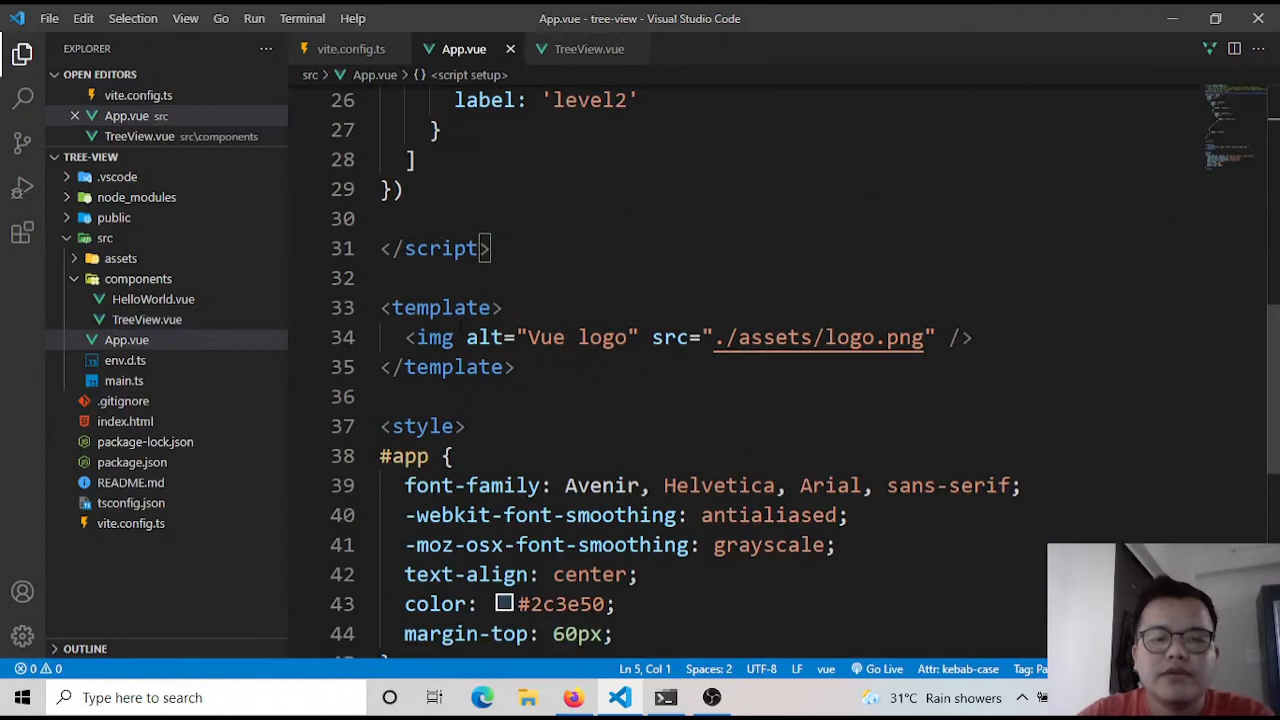 File Edit Selection View Go Run Terminal Help
App.vue - tree-view - Visual Studio Code
EXPLORER
OPEN EDITORS
vite.config.ts
App.vue src
TreeView.vue src\components
TREE-VIEW
.vscode
node_modules
public
src
assets
components
HelloWorld.vue
TreeView.vue
App.vue
env.d.ts
main.ts
.gitignore
index.html
package-lock.json
package.json
README.md
tsconfig.json
vite.config.ts
OUTLINE
vite.config.ts App.vue TreeView.vue
src > App.vue > {} <script setup>
26 label: 'level2'
27 }
28 ]
29 })
30
31 </script>
32
33 <template>
34 <img alt="Vue logo" src="./assets/logo.png" />
35 </template>
36
37 <style>
38 #app {
39 font-family: Avenir, Helvetica, Arial, sans-serif;
40 -webkit-font-smoothing: antialiased;
41 -moz-osx-font-smoothing: grayscale;
42 text-align: center;
43 color: #2c3e50;
44 margin-top: 60px;
0 0 Ln 5, Col 1 Spaces: 2 UTF-8 LF vue Go Live Attr: kebab-case Tag: Pa
Type here to search
31°C Rain showers